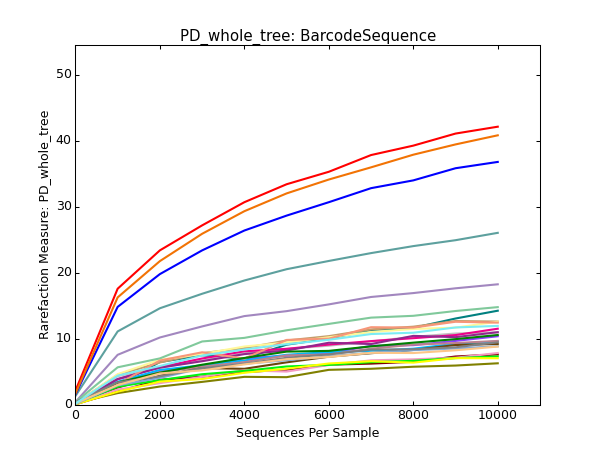 PD_whole_tree: BarcodeSequence
50
40
30
20
10
0
Rarefaction Measure: PD_whole_tree
0 2000 4000 6000 8000 10000
Sequences Per Sample